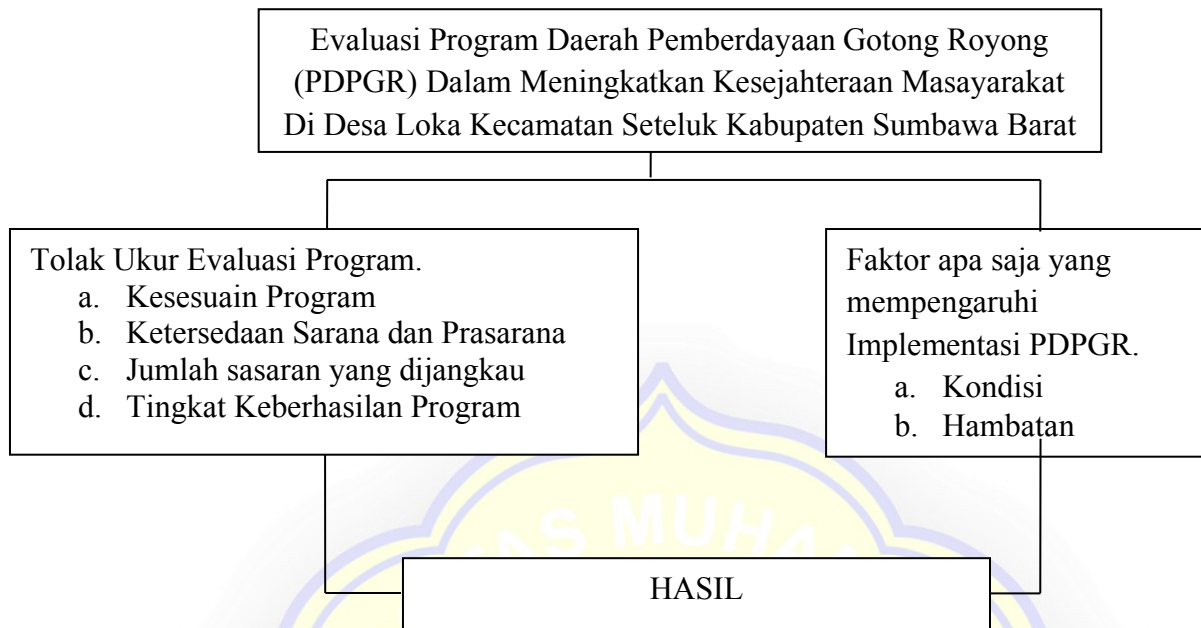 Evaluasi Program Daerah Pemberdayaan Gotong Royong
(PDPGR) Dalam Meningkatkan Kesejahteraan Masayarakat
Di Desa Loka Kecamatan Seteluk Kabupaten Sumbawa Barat
Tolak Ukur Evaluasi Program.
a. Kesesuain Program
b. Ketersedaan Sarana dan Prasarana
c. Jumlah sasaran yang dijangkau
d. Tingkat Keberhasilan Program
Faktor apa saja yang
mempengaruhi
Implementasi PDPGR.
a. Kondisi
b. Hambatan
HASIL